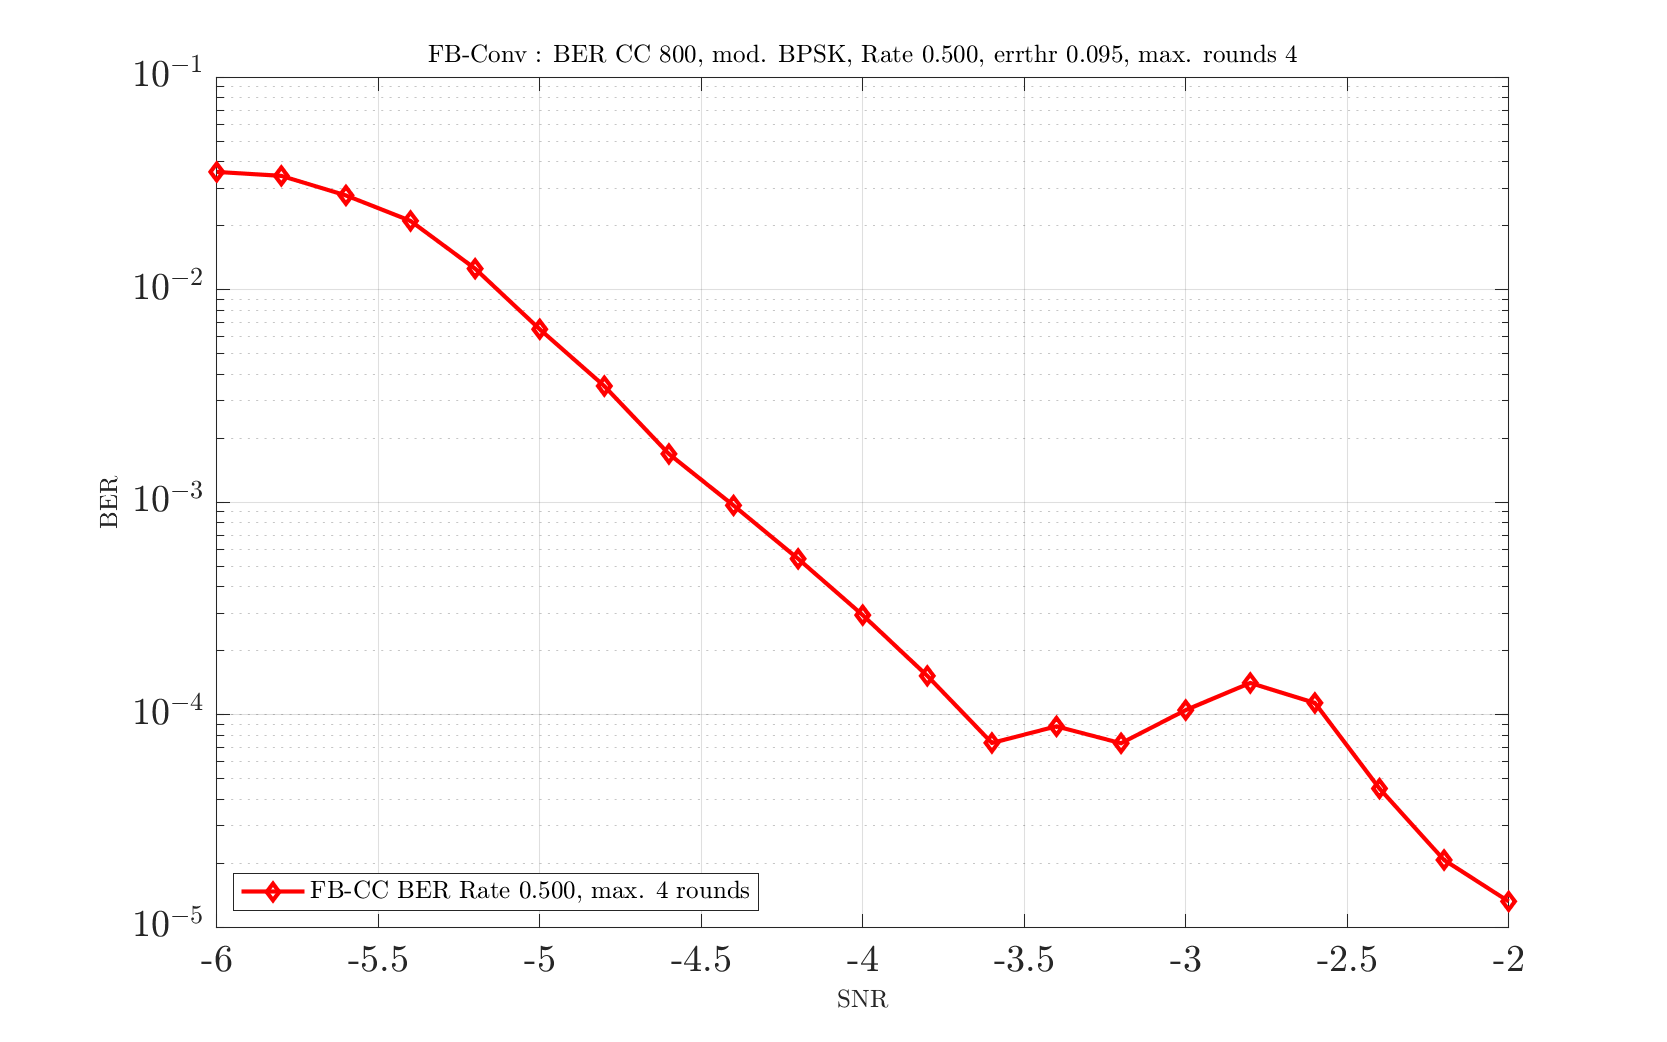 FB-Conv : BER CC 800, mod. BPSK, Rate 0.500, errthr 0.095, max. rounds 4
10^{-1}
10^{-2}
10^{-3}
10^{-4}
10^{-5}
BER
FB-CC BER Rate 0.500, max. 4 rounds
-6 -5.5 -5 -4.5 -4 -3.5 -3 -2.5 -2
SNR